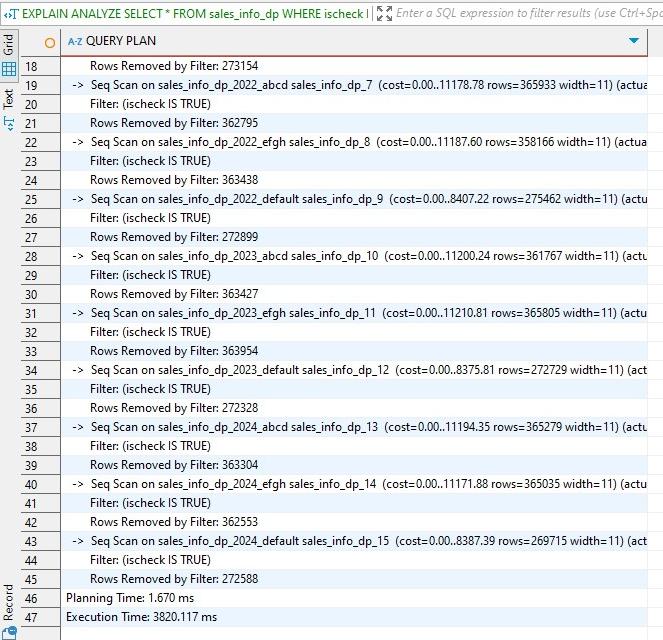 EXPLAIN ANALYZE SELECT * FROM sales_info_dp WHERE ischeck I
Enter a SQL expression to filter results (use Ctrl+Spa
Grid
Text
Record
A-Z QUERY PLAN
18 Rows Removed by Filter: 273154
19 -> Seq Scan on sales_info_dp_2022_abcd sales_info_dp_7 (cost=0.00..11178.78 rows=365933 width=11) (actua
20 Filter: (ischeck IS TRUE)
21 Rows Removed by Filter: 362795
22 -> Seq Scan on sales_info_dp_2022_efgh sales_info_dp_8 (cost=0.00..11187.60 rows=358166 width=11) (actua
23 Filter: (ischeck IS TRUE)
24 Rows Removed by Filter: 363438
25 -> Seq Scan on sales_info_dp_2022_default sales_info_dp_9 (cost=0.00..8407.22 rows=275462 width=11) (actu
26 Filter: (ischeck IS TRUE)
27 Rows Removed by Filter: 272899
28 -> Seq Scan on sales_info_dp_2023_abcd sales_info_dp_10 (cost=0.00..11200.24 rows=361767 width=11) (actu
29 Filter: (ischeck IS TRUE)
30 Rows Removed by Filter: 363427
31 -> Seq Scan on sales_info_dp_2023_efgh sales_info_dp_11 (cost=0.00..11210.81 rows=365805 width=11) (actu
32 Filter: (ischeck IS TRUE)
33 Rows Removed by Filter: 363954
34 -> Seq Scan on sales_info_dp_2023_default sales_info_dp_12 (cost=0.00..8375.81 rows=272729 width=11) (act
35 Filter: (ischeck IS TRUE)
36 Rows Removed by Filter: 272328
37 -> Seq Scan on sales_info_dp_2024_abcd sales_info_dp_13 (cost=0.00..11194.35 rows=365279 width=11) (actu
38 Filter: (ischeck IS TRUE)
39 Rows Removed by Filter: 363304
40 -> Seq Scan on sales_info_dp_2024_efgh sales_info_dp_14 (cost=0.00..11171.88 rows=365035 width=11) (actu
41 Filter: (ischeck IS TRUE)
42 Rows Removed by Filter: 362553
43 -> Seq Scan on sales_info_dp_2024_default sales_info_dp_15 (cost=0.00..8387.39 rows=269715 width=11) (act
44 Filter: (ischeck IS TRUE)
45 Rows Removed by Filter: 272588
46 Planning Time: 1.670 ms
47 Execution Time: 3820.117 ms